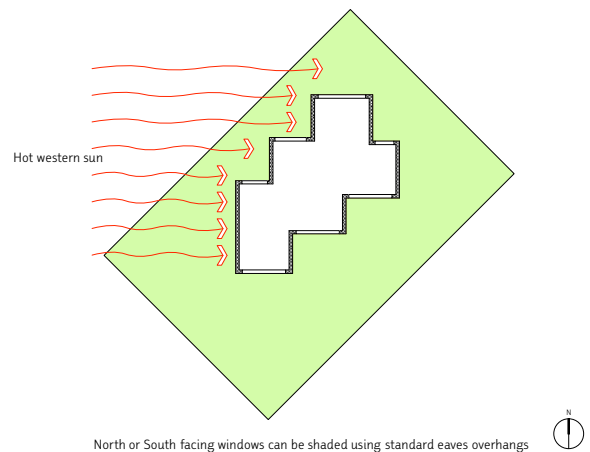 Hot western sun
N
North or South facing windows can be shaded using standard eaves overhangs